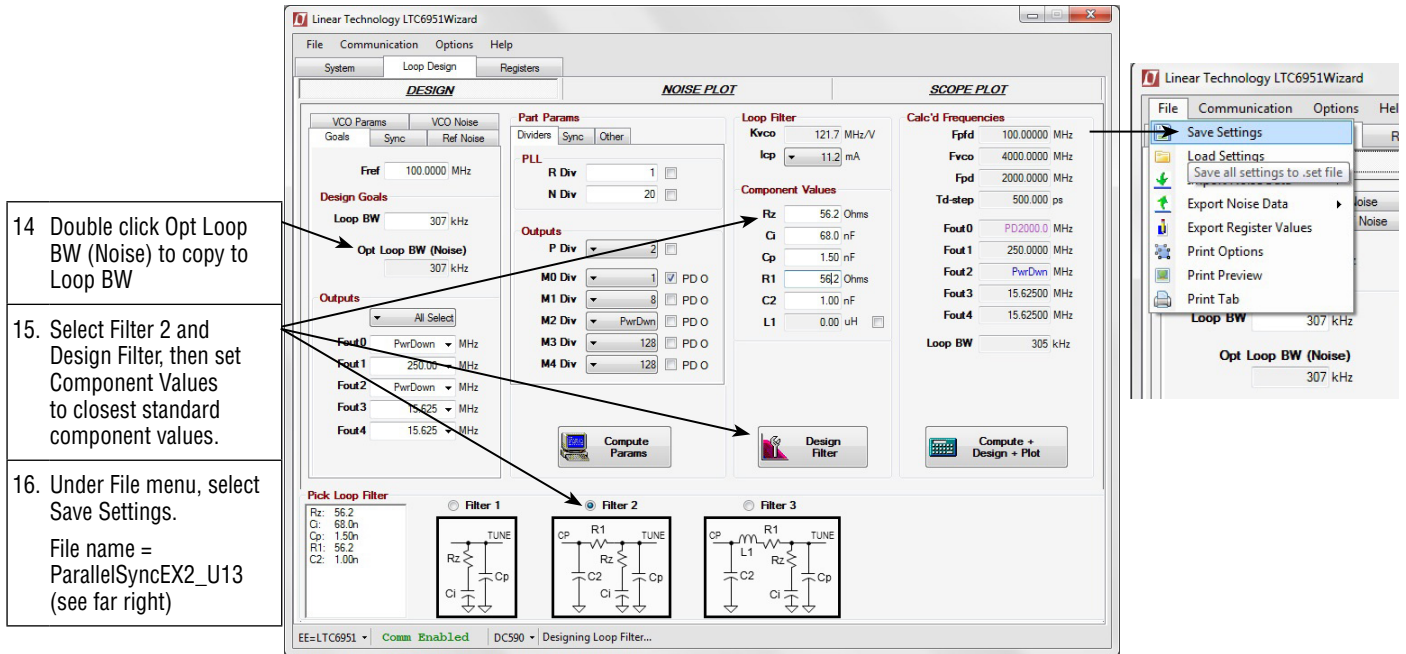 14 Double click Opt Loop
BW (Noise) to copy to
Loop BW
15. Select Filter 2 and
Design Filter, then set
Component Values
to closest standard
component values.
16. Under File menu, select
Save Settings.
File name =
ParallelSyncEX2_U13
(see far right)
Linear Technology LTC6951Wizard
File Communication Options Help
System Loop Design Registers
DESIGN NOISE PLOT SCOPE PLOT
VCO Params VCO Noise
Goals Sync Ref Noise
Fref 100.0000 MHz
Design Goals
Loop BW 307 kHz
Opt Loop BW (Noise)
307 kHz
Outputs
All Select
Fout0 PwrDown MHz
Fout1 250.00 MHz
Fout2 PwrDown MHz
Fout3 15.625 MHz
Fout4 15.625 MHz
Part Params
Dividers Sync Other
PLL
R Div 1
N Div 20
Outputs
P Div 2
M0 Div 1 PD O
M1 Div 8 PD O
M2 Div PwrDwn PD O
M3 Div 128 PD O
M4 Div 128 PD O
Compute
Params
Loop Filter
Kvco 121.7 MHz/V
Icp 11.2 mA
Component Values
Rz 56.2 Ohms
Ci 68.0 nF
Cp 1.50 nF
R1 56.2 Ohms
C2 1.00 nF
L1 0.00 uH
Design
Filter
Calc'd Frequencies
Fpfd 100.00000 MHz
Fvco 4000.0000 MHz
Fpd 2000.0000 MHz
Td-step 500.000 ps
Fout0 PD2000.0 MHz
Fout1 250.0000 MHz
Fout2 PwrDwn MHz
Fout3 15.62500 MHz
Fout4 15.62500 MHz
Loop BW 305 kHz
Compute +
Design + Plot
Pick Loop Filter
Rz: 56.2
Ci: 68.0n
Cp: 1.50n
R1: 56.2
C2: 1.00n
Filter 1
TUNE
Rz
Cp
Ci
Filter 2
CP R1 TUNE
Rz
C2 Cp
Ci
Filter 3
CP R1 TUNE
L1 Rz
C2 Cp
Ci
EE=LTC6951 Comm Enabled DC590 Designing Loop Filter...
Linear Technology LTC6951Wizard
File Communication Options Hel
Save Settings
Load Settings
Save all settings to .set file
Export Noise Data
Export Register Values
Print Options
Print Preview
Print Tab
R
Noise
Noise
Loop BW 307 kHz
Opt Loop BW (Noise)
307 kHz